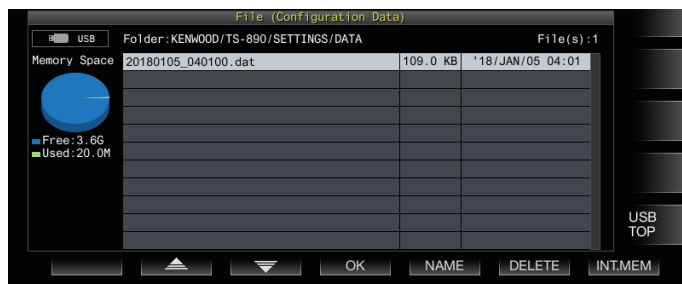 File (Configuration Data)
USB
Folder:KENWOOD/TS-890/SETTINGS/DATA
File(s):1
Memory Space
20180105_040100.dat
109.0 KB
'18/JAN/05 04:01
Free:3.6G
Used:20.0M
USB
TOP
OK
NAME
DELETE
INT.MEM